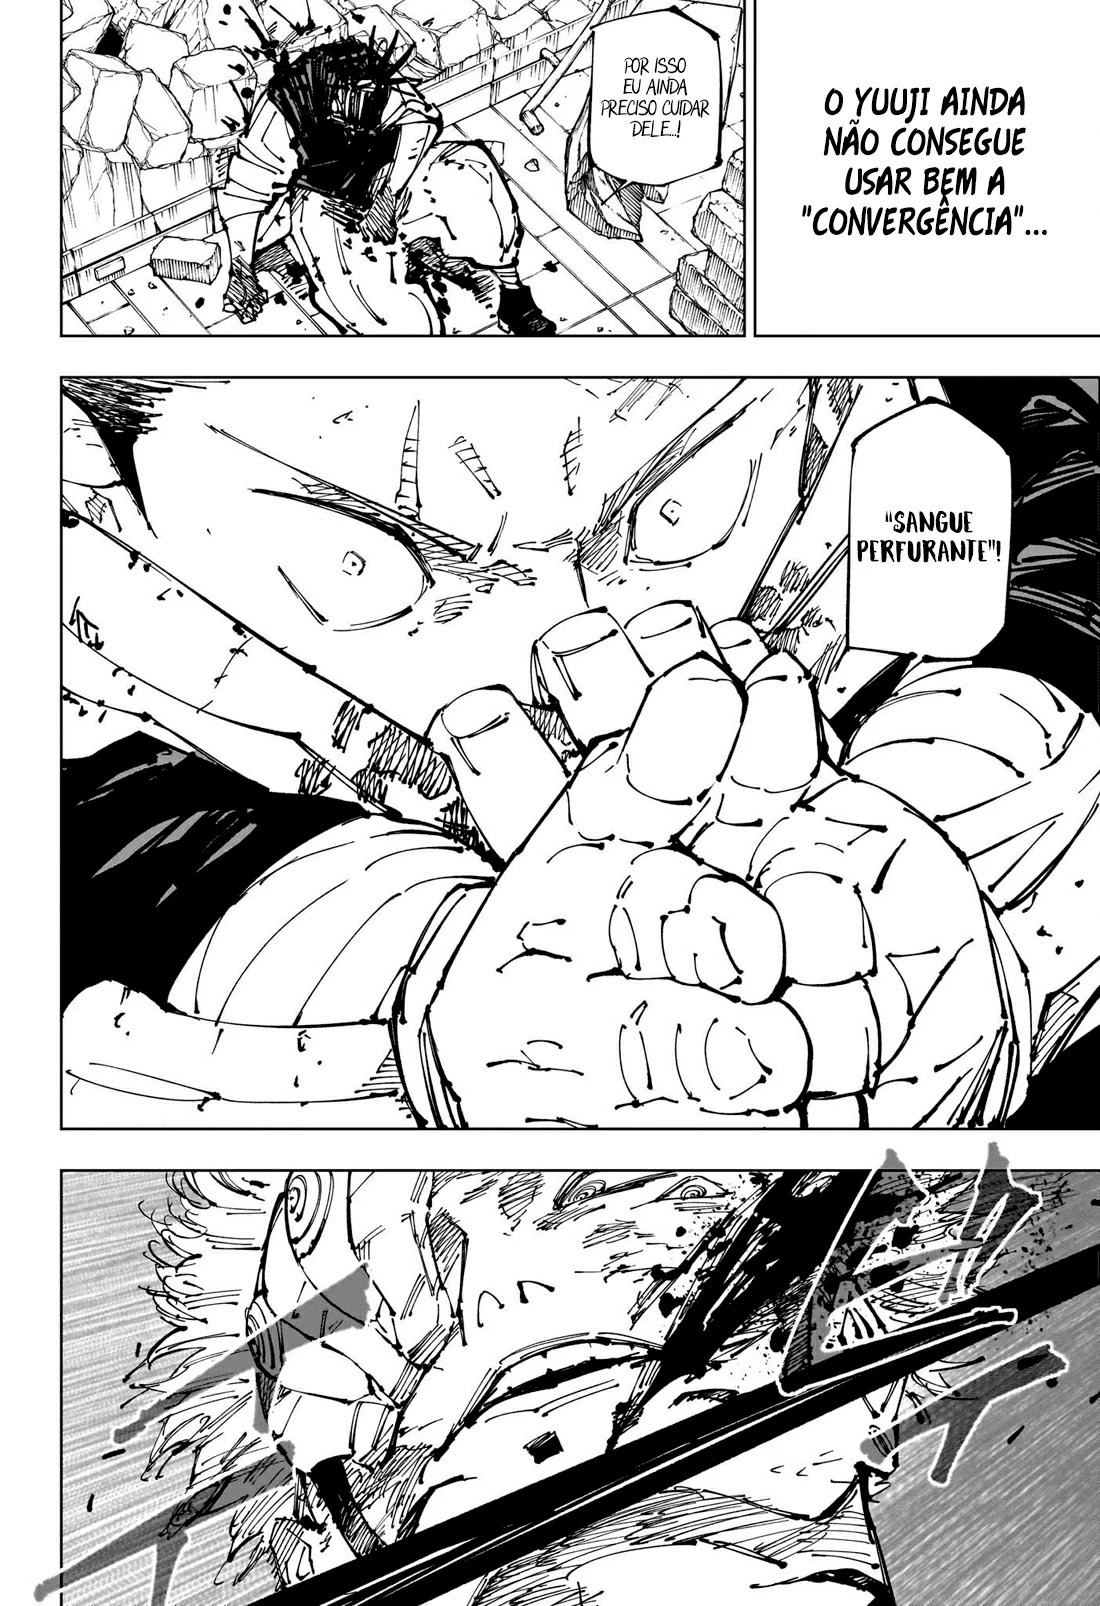 O YUUJI AINDA
NÃO CONSEGUE
USAR BEM A
"CONVERGÊNCIA"...
POR ISSO
EU AINDA
PRECISO CUIDAR
DELE..!
"SANGUE
PERFURANTE"!